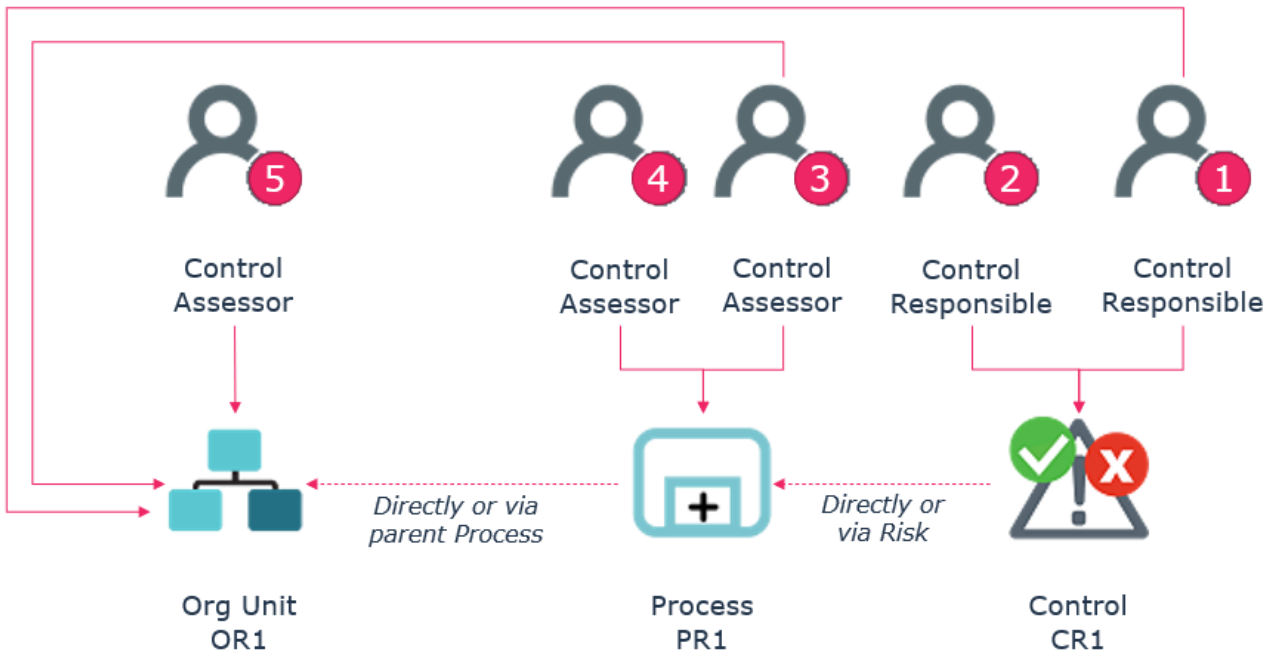 5
4
3
2
1
Control
Assessor
Control
Assessor
Control
Assessor
Control
Responsible
Control
Responsible
Directly or via
parent Process
Directly or
via Risk
Org Unit
OR1
Process
PR1
Control
CR1